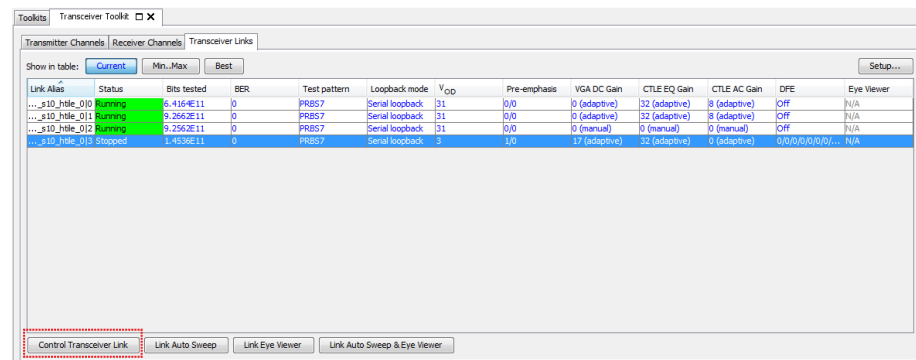 Toolkits Transceiver Toolkit
Transmitter Channels Receiver Channels Transceiver Links
Show in table: Current Min..Max Best Setup...
Link Alias Status Bits tested BER Test pattern Loopback mode VOD Pre-emphasis VGA DC Gain CTLE EQ Gain CTLE AC Gain DFE Eye Viewer
..._s10_htile_0|0 Running 6.4164E11 0 PRBS7 Serial loopback 31 0/0 0 (adaptive) 32 (adaptive) 8 (adaptive) Off N/A
..._s10_htile_0|1 Running 9.2662E11 0 PRBS7 Serial loopback 31 0/0 0 (adaptive) 32 (adaptive) 8 (adaptive) Off N/A
..._s10_htile_0|2 Running 9.2562E11 0 PRBS7 Serial loopback 31 0/0 0 (manual) 0 (manual) 0 (manual) Off N/A
..._s10_htile_0|3 Stopped 1.4536E11 0 PRBS7 Serial loopback 3 1/0 17 (adaptive) 32 (adaptive) 0 (adaptive) 0/0/0/0/0/0/... N/A
Control Transceiver Link Link Auto Sweep Link Eye Viewer Link Auto Sweep & Eye Viewer